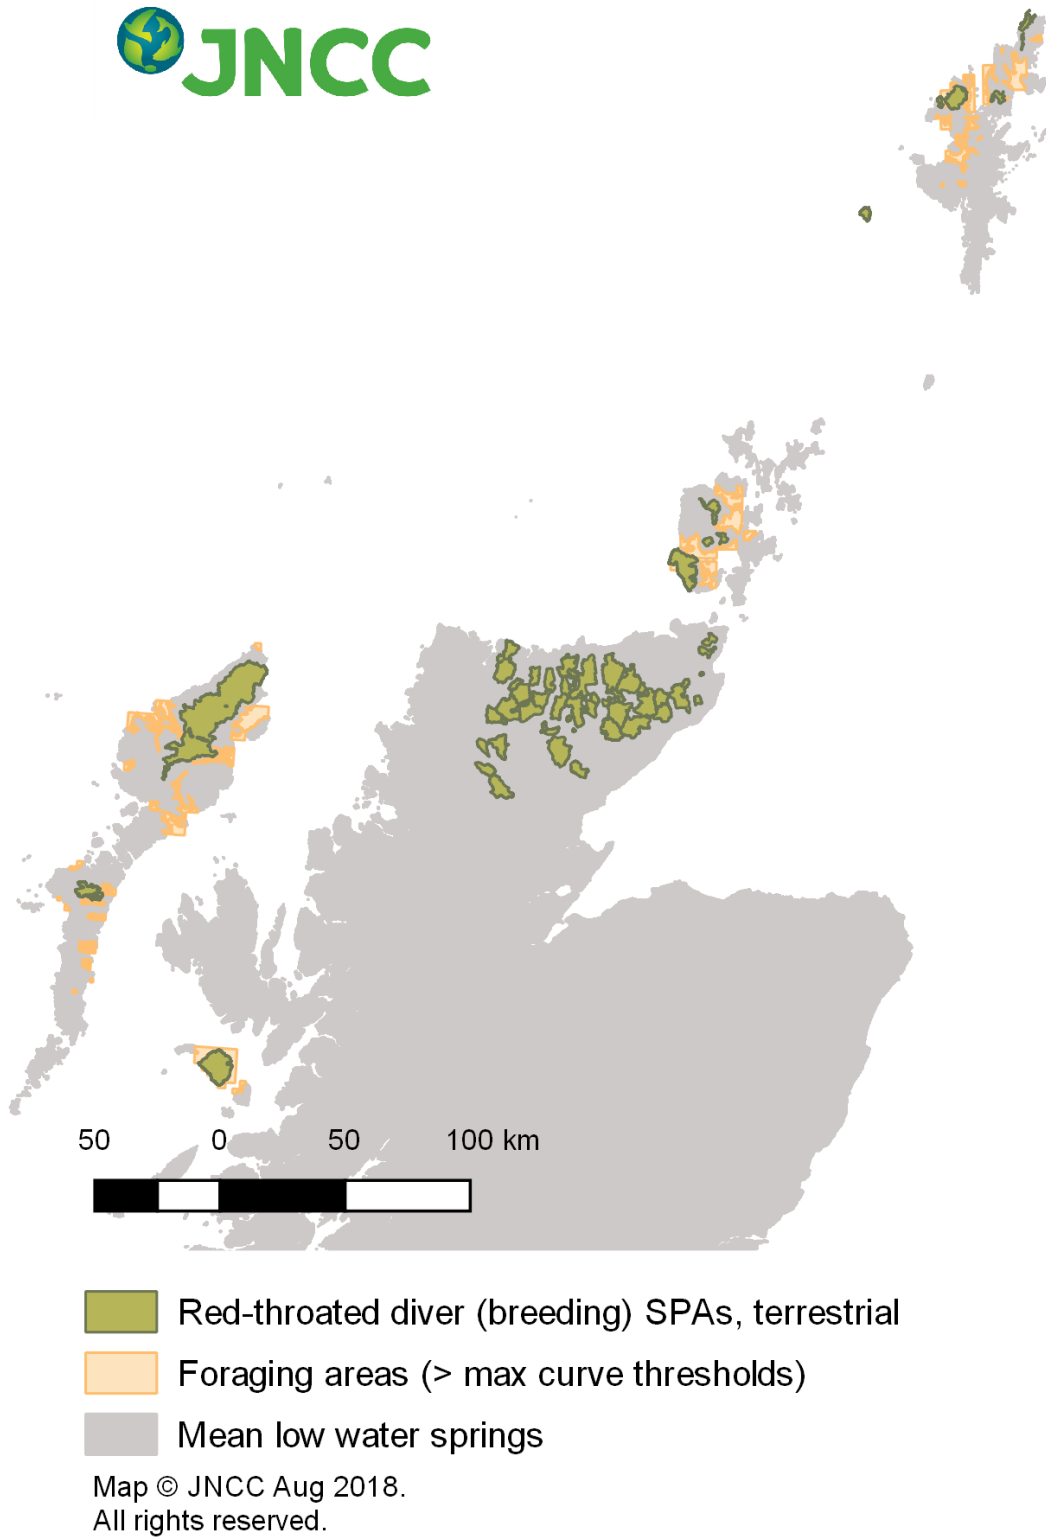 JNCC
50 0 50 100 km
Red-throated diver (breeding) SPAs, terrestrial
Foraging areas (> max curve thresholds)
Mean low water springs
Map © JNCC Aug 2018.
All rights reserved.